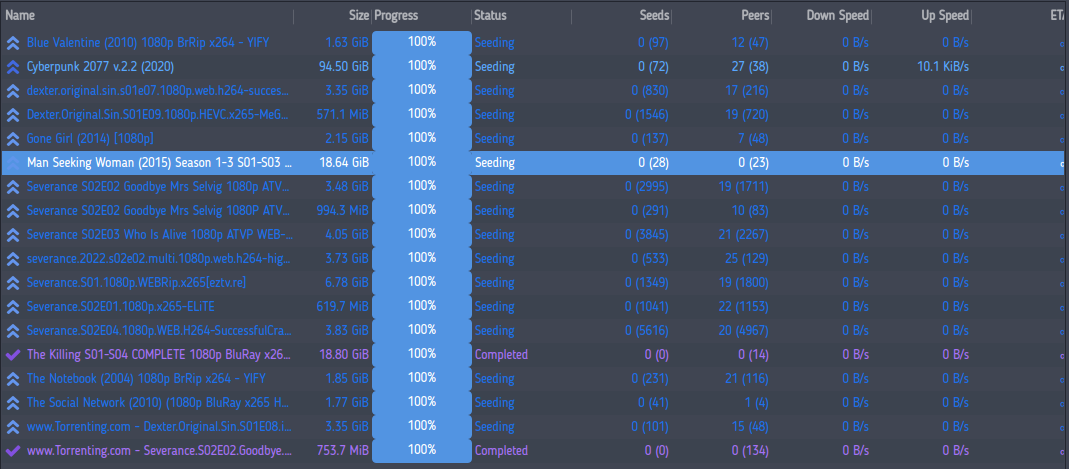 Name Size Progress Status Seeds Peers Down Speed Up Speed ETA
Blue Valentine (2010) 1080p BrRip x264 - YIFY 1.63 GiB 100% Seeding 0 (97) 12 (47) 0 B/s 0 B/s
Cyberpunk 2077 v.2.2 (2020) 94.50 GiB 100% Seeding 0 (72) 27 (38) 0 B/s 10.1 KiB/s
dexter.original.sin.s01e07.1080p.web.h264-succes... 3.35 GiB 100% Seeding 0 (830) 17 (216) 0 B/s 0 B/s
Dexter.Original.Sin.S01E09.1080p.HEVC.x265-MeG... 571.1 MiB 100% Seeding 0 (1546) 19 (720) 0 B/s 0 B/s
Gone Girl (2014) [1080p] 2.15 GiB 100% Seeding 0 (137) 7 (48) 0 B/s 0 B/s
Man Seeking Woman (2015) Season 1-3 S01-S03 ... 18.64 GiB 100% Seeding 0 (28) 0 (23) 0 B/s 0 B/s
Severance S02E02 Goodbye Mrs Selvig 1080p ATV... 3.48 GiB 100% Seeding 0 (2995) 19 (1711) 0 B/s 0 B/s
Severance S02E02 Goodbye Mrs Selvig 1080P ATV... 994.3 MiB 100% Seeding 0 (291) 10 (83) 0 B/s 0 B/s
Severance S02E03 Who Is Alive 1080p ATVP WEB-... 4.05 GiB 100% Seeding 0 (3845) 21 (2267) 0 B/s 0 B/s
severance.2022.s02e02.multi.1080p.web.h264-hig... 3.73 GiB 100% Seeding 0 (533) 25 (129) 0 B/s 0 B/s
Severance.S01.1080p.WEBRip.x265[eztv.re] 6.78 GiB 100% Seeding 0 (1349) 19 (1800) 0 B/s 0 B/s
Severance.S02E01.1080p.x265-ELiTE 619.7 MiB 100% Seeding 0 (1041) 22 (1153) 0 B/s 0 B/s
Severance.S02E04.1080p.WEB.H264-SuccessfulCra... 3.83 GiB 100% Seeding 0 (5616) 20 (4967) 0 B/s 0 B/s
The Killing S01-S04 COMPLETE 1080p BluRay x26... 18.80 GiB 100% Completed 0 (0) 0 (14) 0 B/s 0 B/s
The Notebook (2004) 1080p BrRip x264 - YIFY 1.85 GiB 100% Seeding 0 (231) 21 (116) 0 B/s 0 B/s
The Social Network (2010) (1080p BluRay x265 H... 1.77 GiB 100% Seeding 0 (41) 1 (4) 0 B/s 0 B/s
www.Torrenting.com - Dexter.Original.Sin.S01E08.i... 3.35 GiB 100% Seeding 0 (101) 15 (48) 0 B/s 0 B/s
www.Torrenting.com - Severance.S02E02.Goodbye.... 753.7 MiB 100% Completed 0 (0) 0 (134) 0 B/s 0 B/s